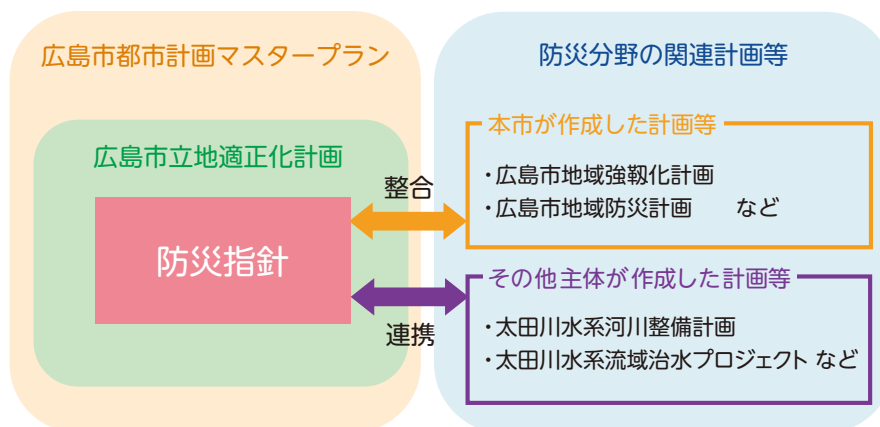 広島市都市計画マスタープラン
広島市立地適正化計画
防災指針
整合
連携
防災分野の関連計画等
本市が作成した計画等
・広島市地域強靱化計画
・広島市地域防災計画　など
その他主体が作成した計画等
・太田川水系河川整備計画
・太田川水系流域治水プロジェクト など